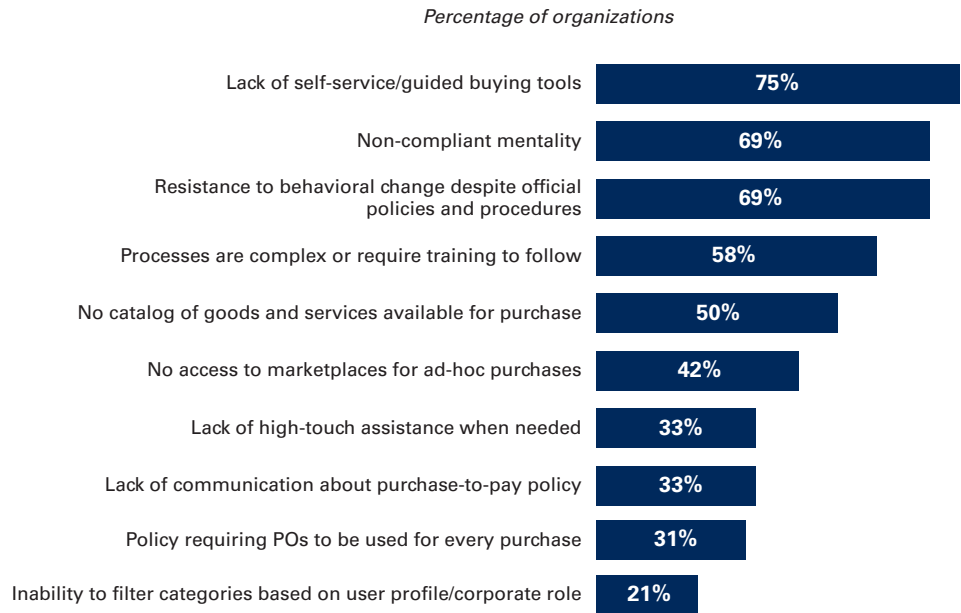 Percentage of organizations
Lack of self-service/guided buying tools 75%
Non-compliant mentality 69%
Resistance to behavioral change despite official
policies and procedures 69%
Processes are complex or require training to follow 58%
No catalog of goods and services available for purchase 50%
No access to marketplaces for ad-hoc purchases 42%
Lack of high-touch assistance when needed 33%
Lack of communication about purchase-to-pay policy 33%
Policy requiring POs to be used for every purchase 31%
Inability to filter categories based on user profile/corporate role 21%